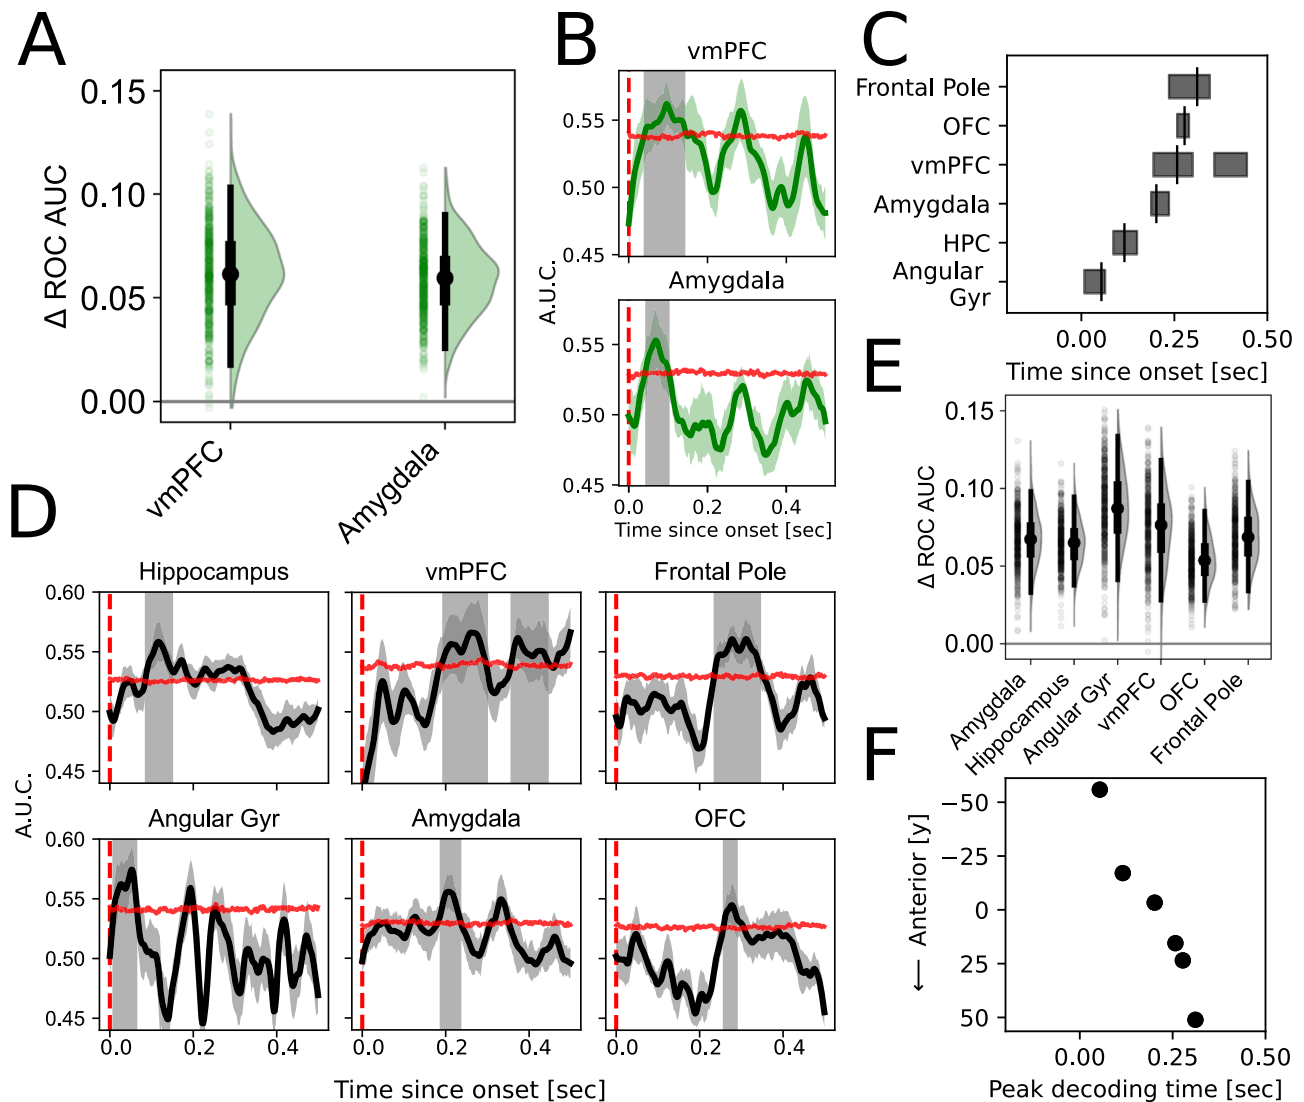 A
0.15
0.10
0.05
0.00
Δ ROC AUC
vmPFC
Amygdala
B
vmPFC
0.55
0.50
0.45
Amygdala
0.55
0.50
0.45
A.U.C.
0.0
0.2
0.4
Time since onset [sec]
C
Frontal Pole
OFC
vmPFC
Amygdala
HPC
Angular
Gyr
0.00
0.25
0.50
Time since onset [sec]
D
Hippocampus
vmPFC
Frontal Pole
0.60
0.55
0.50
0.45
A.U.C.
Angular Gyr
Amygdala
OFC
0.60
0.55
0.50
0.45
0.0
0.2
0.4
0.0
0.2
0.4
0.0
0.2
0.4
Time since onset [sec]
E
0.15
0.10
0.05
0.00
Δ ROC AUC
Amygdala
Hippocampus
Angular Gyr
vmPFC
OFC
Frontal Pole
F
−50
−25
0
25
50
⟵ Anterior [y]
0.00
0.25
0.50
Peak decoding time [sec]